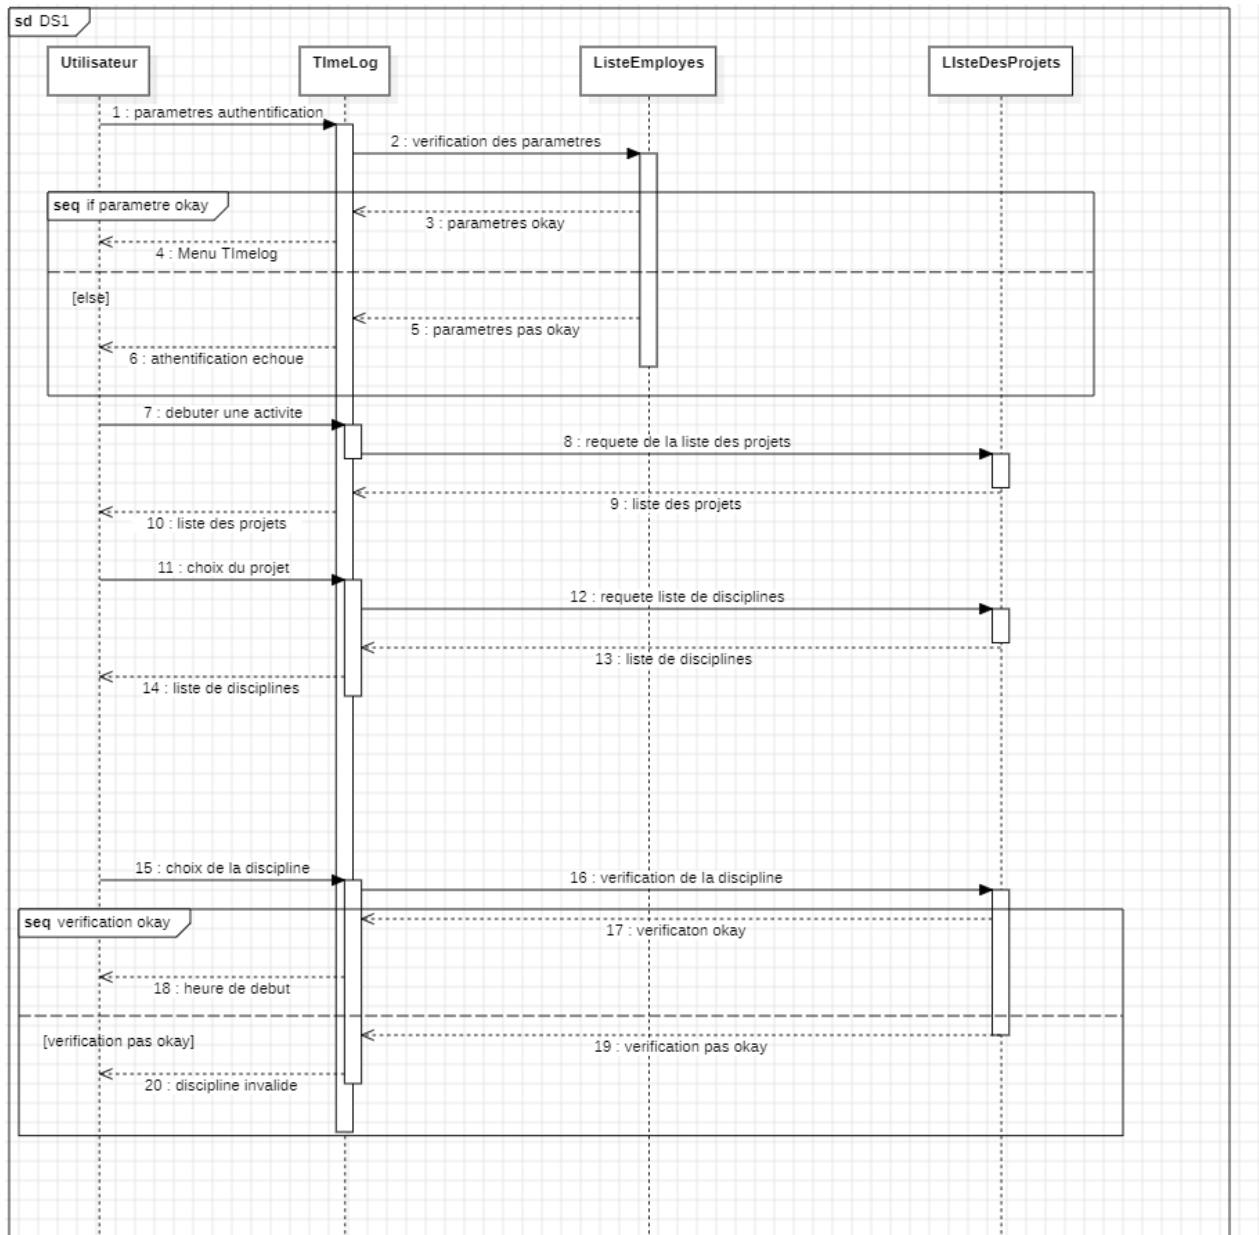 sd DS1
Utilisateur
TImeLog
ListeEmployes
LIsteDesProjets
1 : parametres authentification
2 : verification des parametres
seq if parametre okay
3 : parametres okay
4 : Menu TImelog
[else]
5 : parametres pas okay
6 : athentification echoue
7 : debuter une activite
8 : requete de la liste des projets
9 : liste des projets
10 : liste des projets
11 : choix du projet
12 : requete liste de disciplines
13 : liste de disciplines
14 : liste de disciplines
15 : choix de la discipline
16 : verification de la discipline
seq verification okay
17 : verificaton okay
18 : heure de debut
[verification pas okay]
19 : verification pas okay
20 : discipline invalide